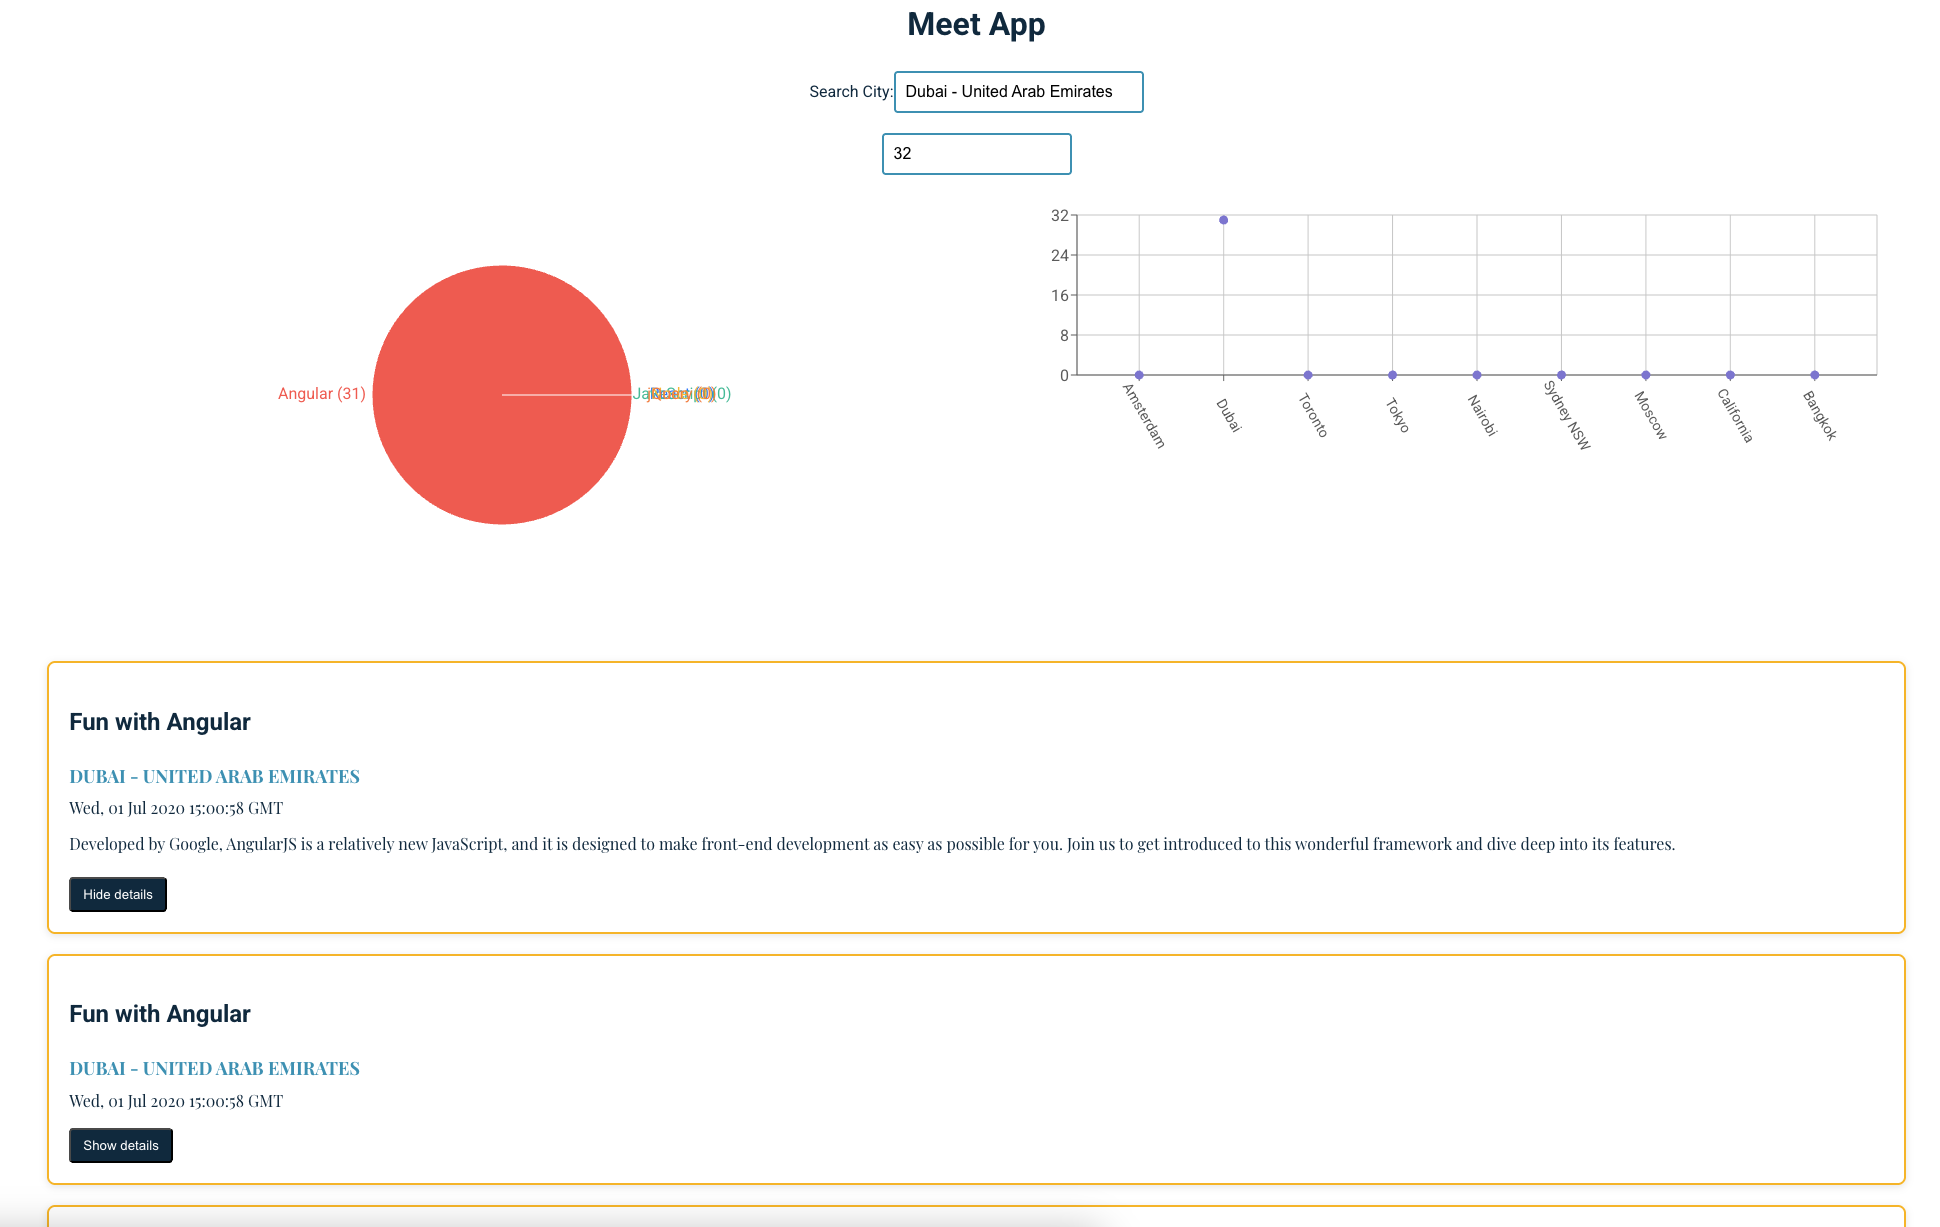 Meet App
Search City: Dubai - United Arab Emirates
32
32
24
16
8
0
Amsterdam
Dubai
Toronto
Tokyo
Nairobi
Sydney NSW
Moscow
California
Bangkok
Angular (31)
Fun with Angular
DUBAI - UNITED ARAB EMIRATES
Wed, 01 Jul 2020 15:00:58 GMT
Developed by Google, AngularJS is a relatively new JavaScript, and it is designed to make front-end development as easy as possible for you. Join us to get introduced to this wonderful framework and dive deep into its features.
Hide details
Fun with Angular
DUBAI - UNITED ARAB EMIRATES
Wed, 01 Jul 2020 15:00:58 GMT
Show details